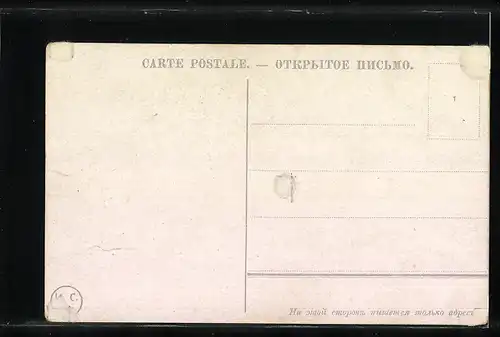 CARTE POSTALE. — ОТКРЫТОЕ ПИСЬМО.
И. С.
На этой сторонѣ пишется только адресъ